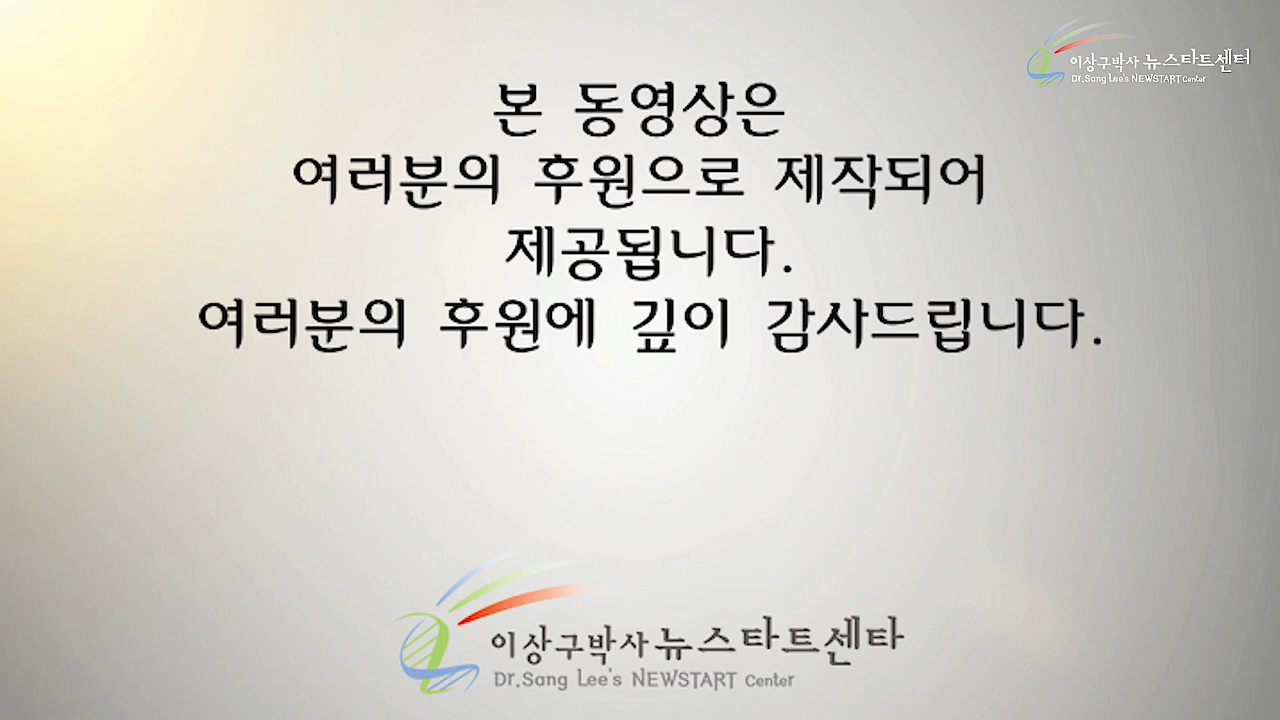 이상구박사 뉴스타트센터
Dr.Sang Lee's NEWSTART Center
본 동영상은
여러분의 후원으로 제작되어
제공됩니다.
여러분의 후원에 깊이 감사드립니다.
이상구박사 뉴스타트센타
Dr.Sang Lee's NEWSTART Center